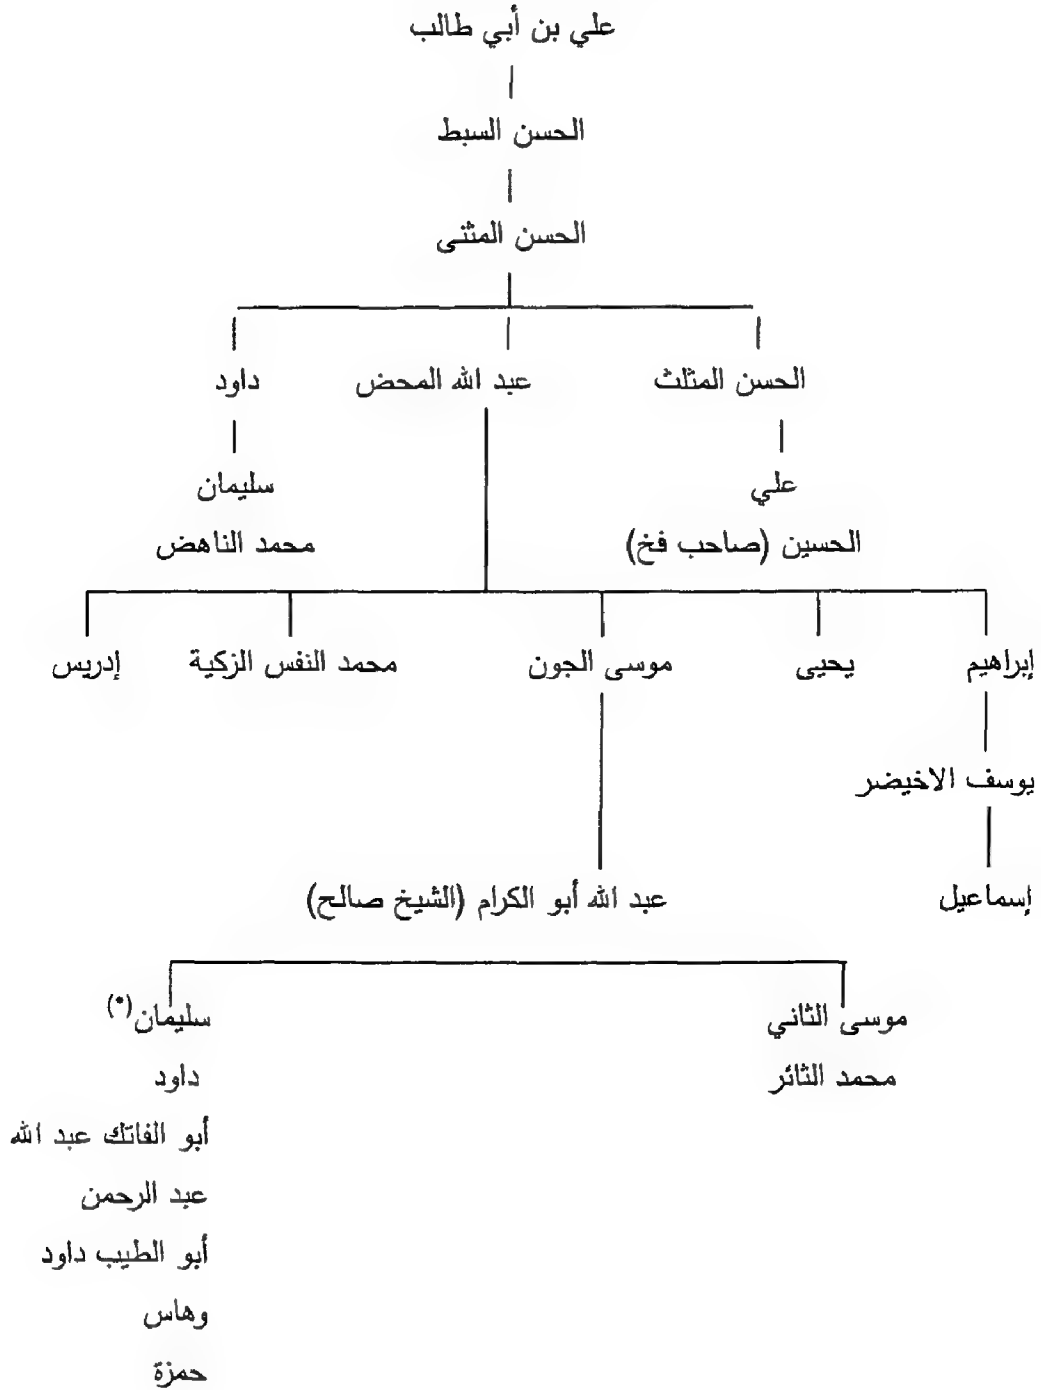 علي بن أبي طالب
الحسن السبط
الحسن المثنى
الحسن المثلث عبد الله المحض داود
علي سليمان
الحسين (صاحب فخ) محمد الناهض
إبراهيم يحيى موسى الجون محمد النفس الزكية إدريس
يوسف الاخيضر
إسماعيل عبد الله أبو الكرام (الشيخ صالح)
موسى الثاني سليمان(*)
محمد الثائر داود
أبو الفاتك عبد الله
عبد الرحمن
أبو الطيب داود
وهاس
حمزة